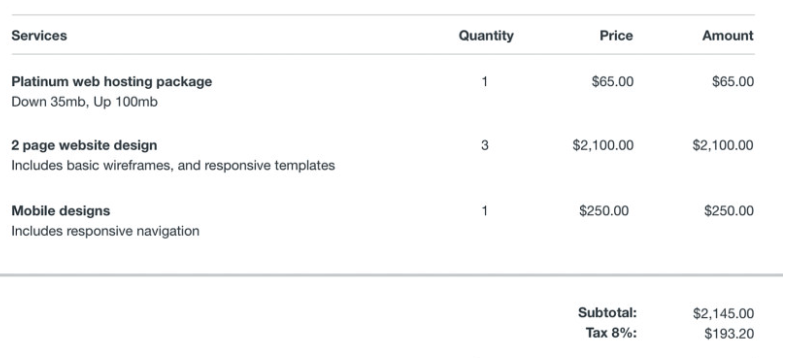 Services Quantity Price Amount
Platinum web hosting package 1 $65.00 $65.00
Down 35mb, Up 100mb
2 page website design 3 $2,100.00 $2,100.00
Includes basic wireframes, and responsive templates
Mobile designs 1 $250.00 $250.00
Includes responsive navigation
Subtotal: $2,145.00
Tax 8%: $193.20